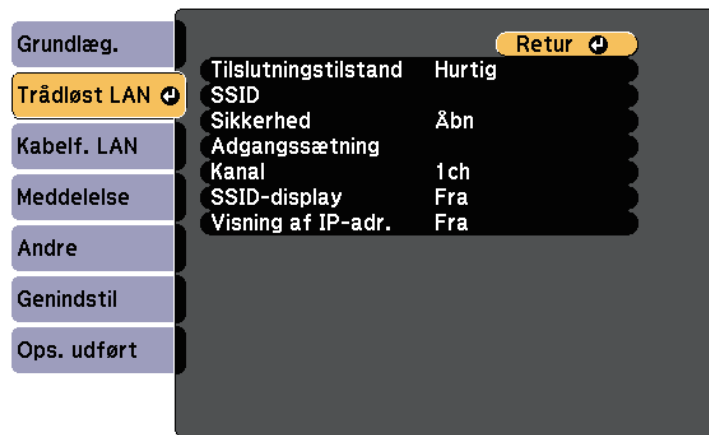 Grundlæg.
Trådløst LAN
Kabelf. LAN
Meddelelse
Andre
Genindstil
Ops. udført
Retur
Tilslutningstilstand Hurtig
SSID
Sikkerhed Åbn
Adgangssætning
Kanal 1ch
SSID-display Fra
Visning af IP-adr. Fra